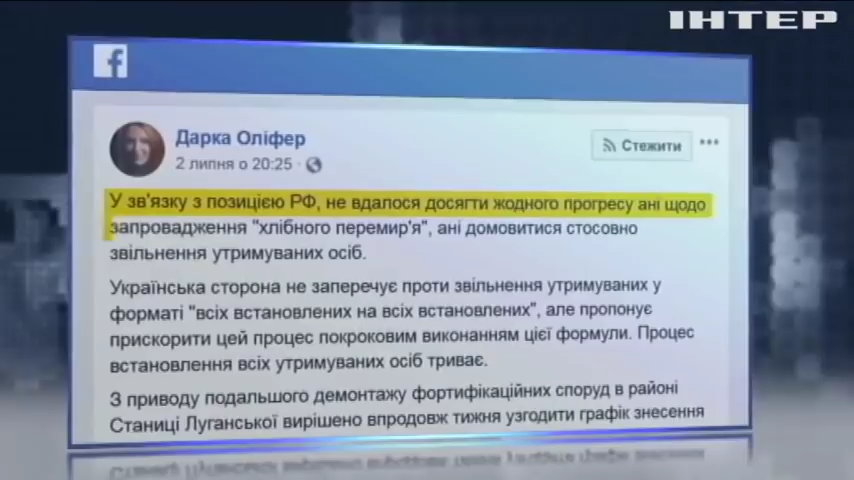 ІНТЕР
f
Дарка Оліфер
2 липня о 20:25 ·
Стежити
У зв'язку з позицією РФ, не вдалося досягти жодного прогресу ані щодо
запровадження "хлібного перемир'я", ані домовитися стосовно
звільнення утримуваних осіб.
Українська сторона не заперечує проти звільнення утримуваних у
форматі "всіх встановлених на всіх встановлених", але пропонує
прискорити цей процес покроковим виконанням цієї формули. Процес
встановлення всіх утримуваних осіб триває.
З приводу подальшого демонтажу фортифікаційних споруд в районі
Станиці Луганської вирішено впродовж тижня узгодити графік знесення